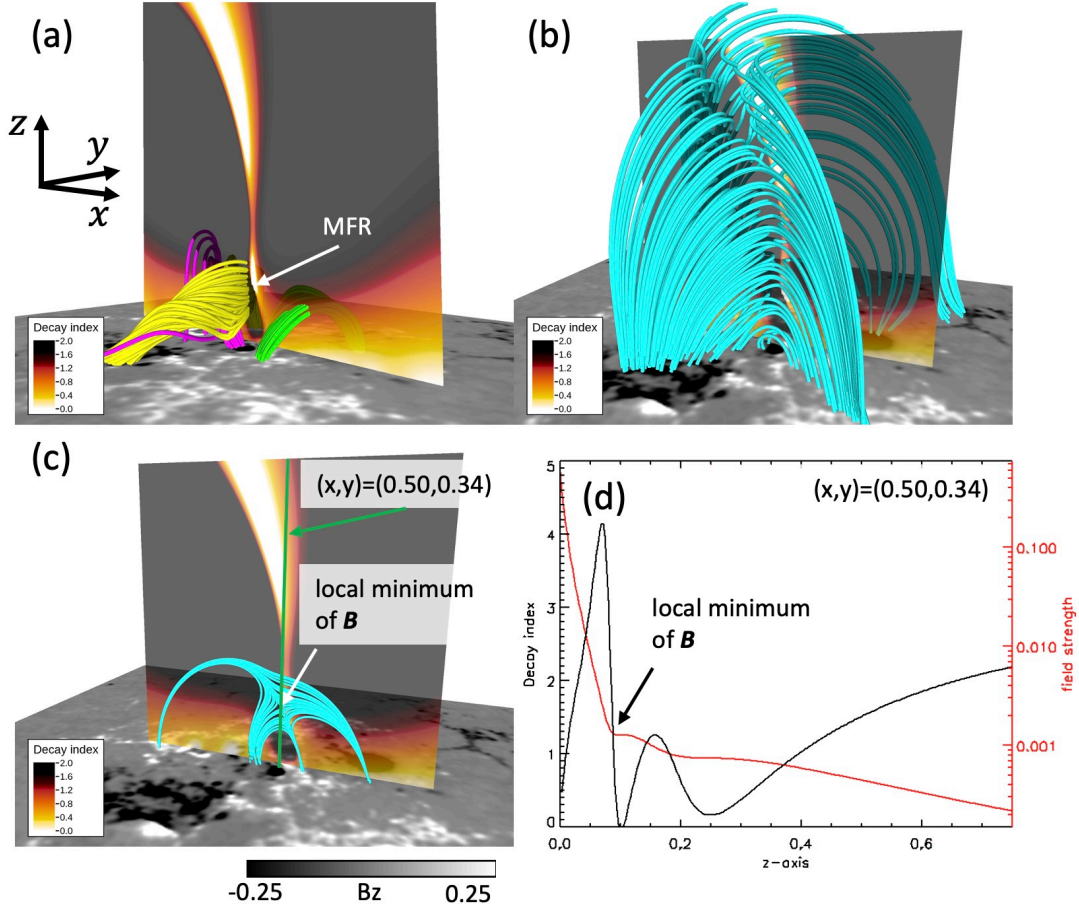 (a)
z
y
x
MFR
Decay index
2.0
1.6
1.2
0.8
0.4
0.0
(b)
Decay index
2.0
1.6
1.2
0.8
0.4
0.0
(c)
(x,y)=(0.50,0.34)
local minimum
of B
Decay index
2.0
1.6
1.2
0.8
0.4
0.0
-0.25 Bz 0.25
(d)
(x,y)=(0.50,0.34)
local minimum
of B
Decay index
5
4
3
2
1
0
0.0 0.2 0.4 0.6
z-axis
0.100
0.010
0.001
field strength